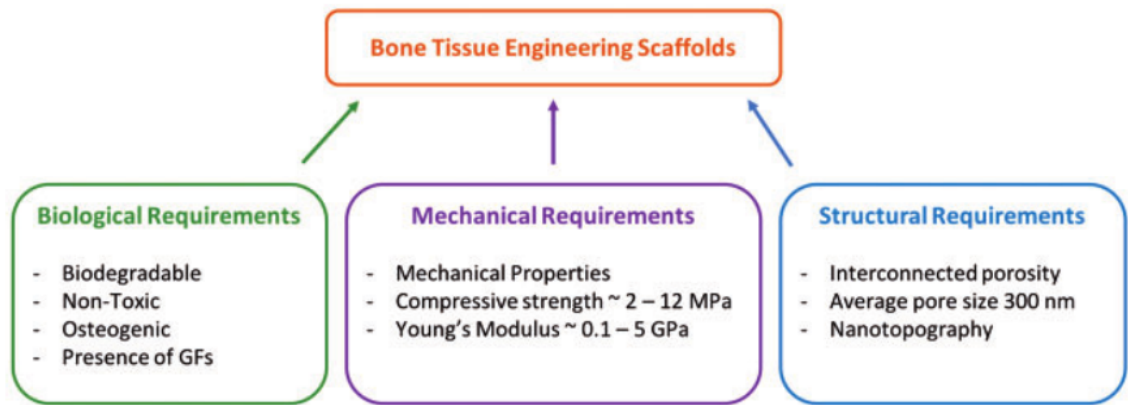 Bone Tissue Engineering Scaffolds
Biological Requirements
- Biodegradable
- Non-Toxic
- Osteogenic
- Presence of GFs
Mechanical Requirements
- Mechanical Properties
- Compressive strength ~ 2 – 12 MPa
- Young's Modulus ~ 0.1 – 5 GPa
Structural Requirements
- Interconnected porosity
- Average pore size 300 nm
- Nanotopography